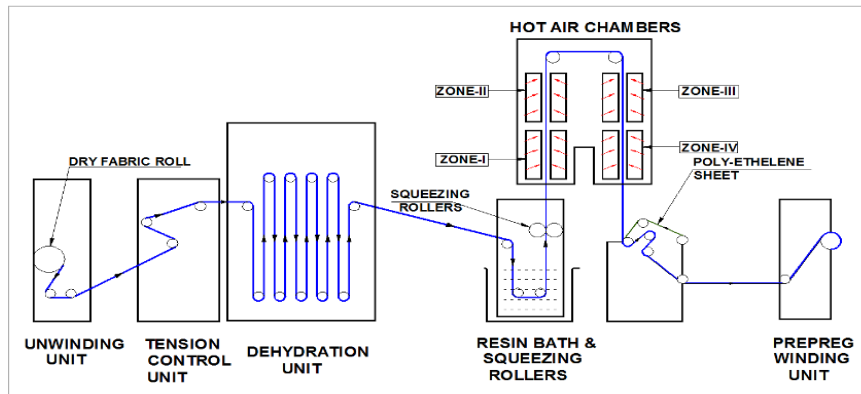 HOT AIR CHAMBERS
ZONE-II
ZONE-III
ZONE-I
ZONE-IV
DRY FABRIC ROLL
POLY-ETHELENE
SHEET
SQUEEZING
ROLLERS
UNWINDING
UNIT
TENSION
CONTROL
UNIT
DEHYDRATION
UNIT
RESIN BATH &
SQUEEZING
ROLLERS
PREPREG
WINDING
UNIT